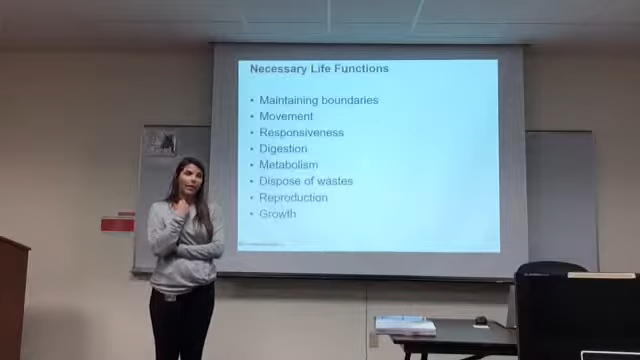 Necessary Life Functions
• Maintaining boundaries
• Movement
• Responsiveness
• Digestion
• Metabolism
• Dispose of wastes
• Reproduction
• Growth